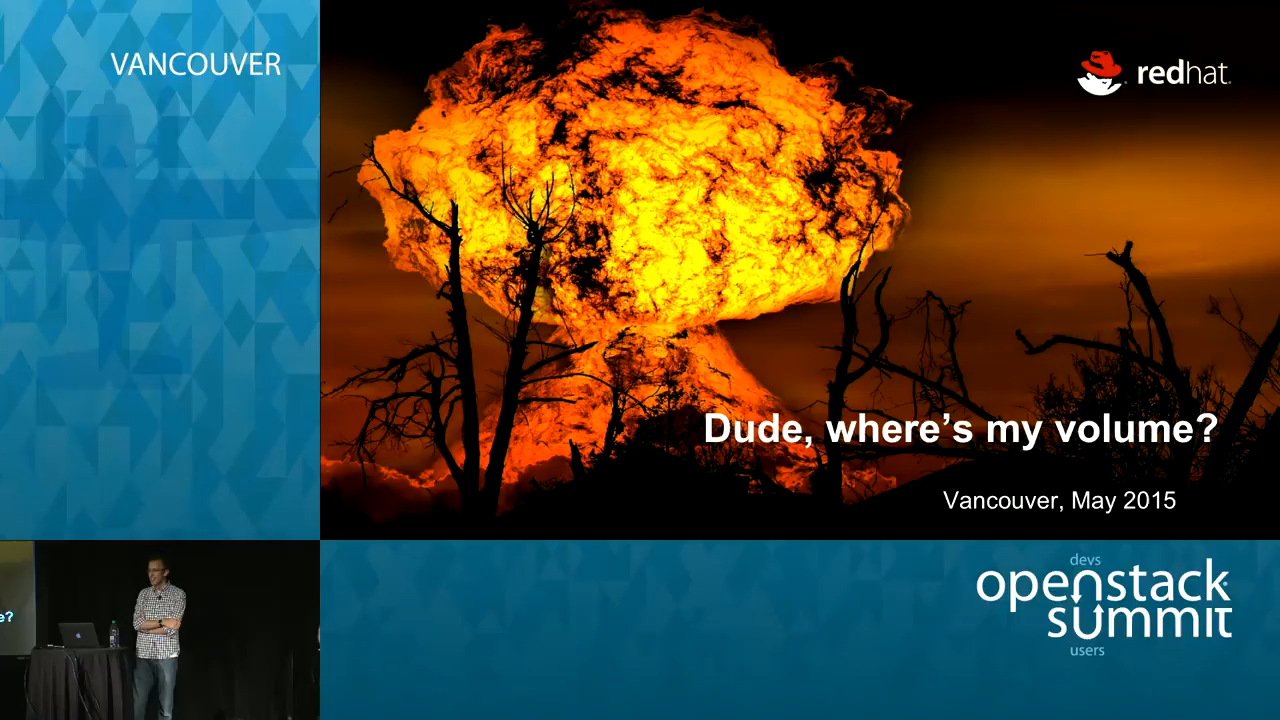 VANCOUVER
redhat.
Dude, where's my volume?
Vancouver, May 2015
e?
devs
openstack
summit
users